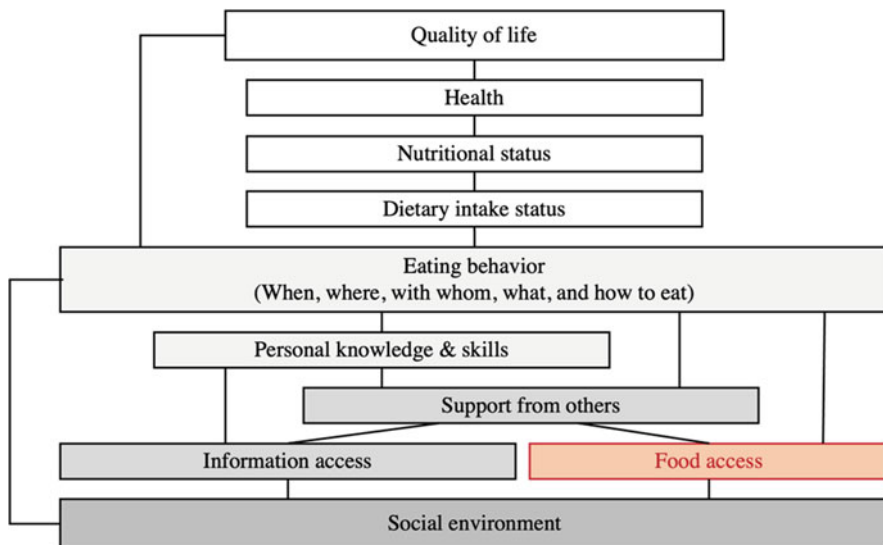 Quality of life
Health
Nutritional status
Dietary intake status
Eating behavior
(When, where, with whom, what, and how to eat)
Personal knowledge & skills
Support from others
Information access
Food access
Social environment